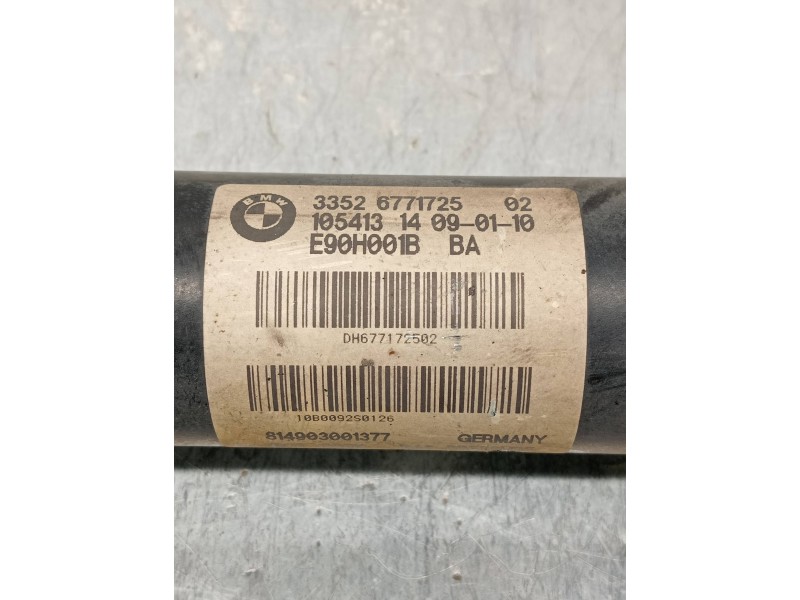 BMW
3352 6771725 02
105413 14 09-01-10
E90H001B BA
DH677172502
10B0092S0126
814903001377 GERMANY